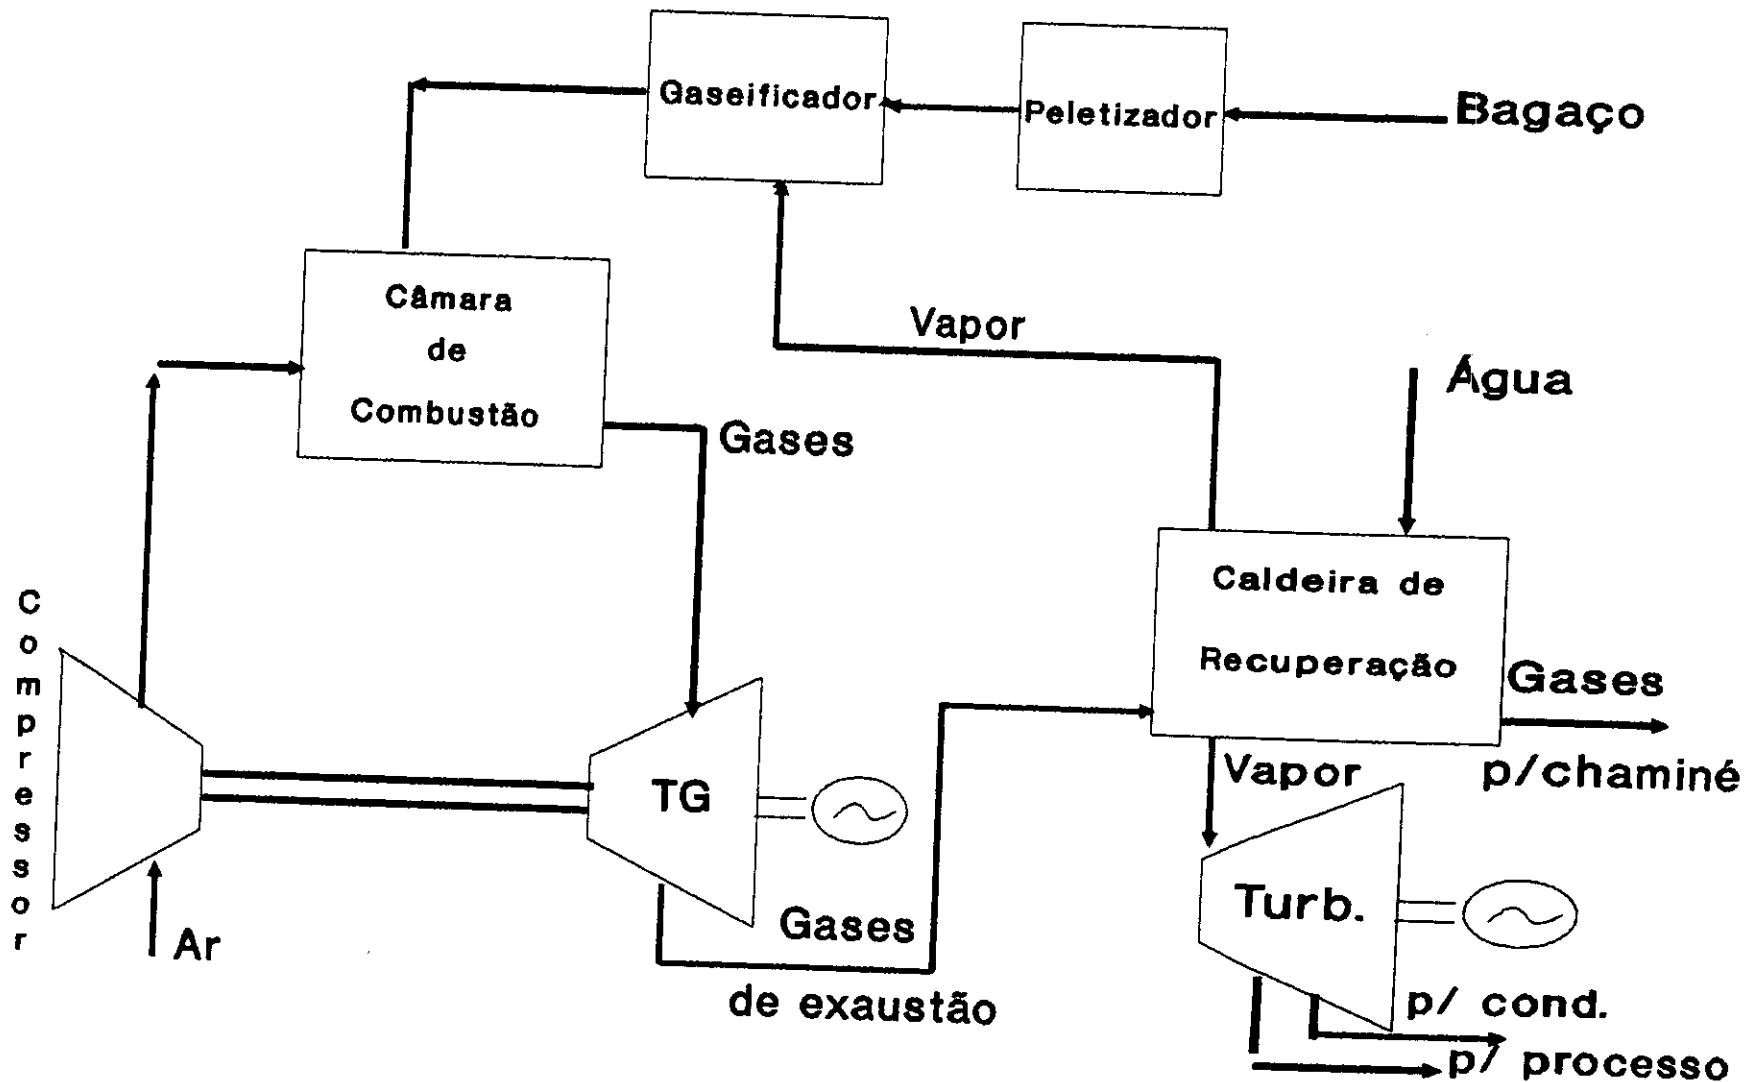 Gaseificador
Peletizador
Bagaço
Câmara
de
Combustão
Vapor
Água
Gases
Caldeira de
Recuperação
Compressor
Gases
p/chaminé
TG
Vapor
Turb.
Ar
Gases
de exaustão
p/ cond.
p/ processo